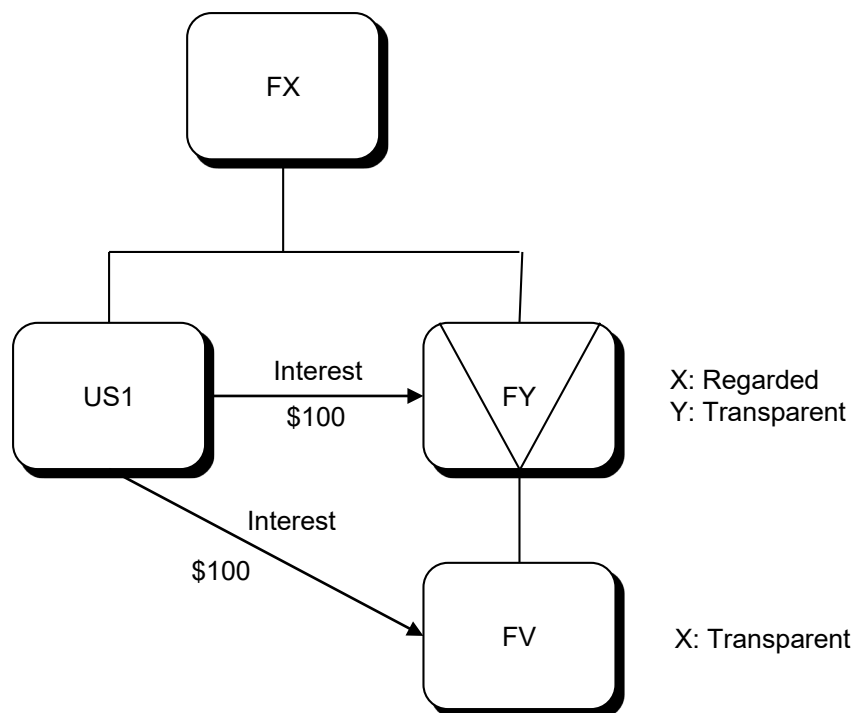 FX
US1
Interest
$100
FY
X: Regarded
Y: Transparent
Interest
$100
FV
X: Transparent